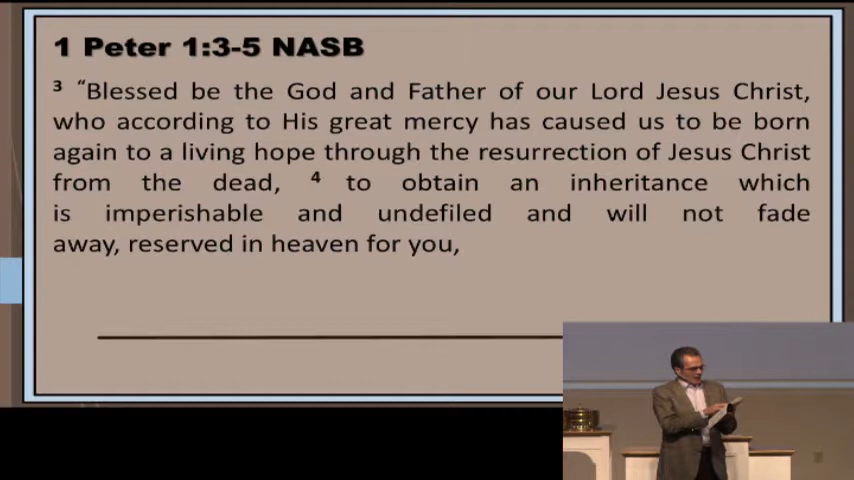 1 Peter 1:3-5 NASB
3 “Blessed be the God and Father of our Lord Jesus Christ,
who according to His great mercy has caused us to be born
again to a living hope through the resurrection of Jesus Christ
from the dead, 4 to obtain an inheritance which
is imperishable and undefiled and will not fade
away, reserved in heaven for you,